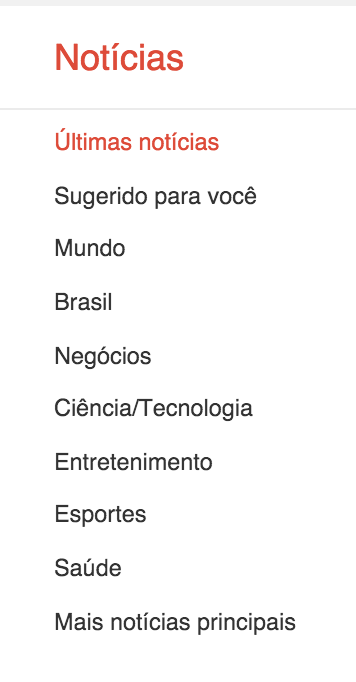 Notícias
Últimas notícias
Sugerido para você
Mundo
Brasil
Negócios
Ciência/Tecnologia
Entretenimento
Esportes
Saúde
Mais notícias principais